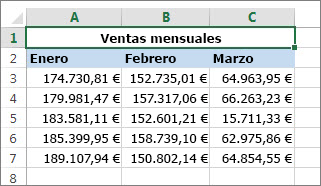 A B C
1 Ventas mensuales
2 Enero Febrero Marzo
3 174.730,81 € 152.735,01 € 64.963,95 €
4 179.981,47 € 157.317,06 € 66.263,23 €
5 183.581,11 € 152.601,21 € 15.711,33 €
6 185.399,95 € 158.739,10 € 62.975,86 €
7 189.107,94 € 150.802,14 € 64.854,55 €
8